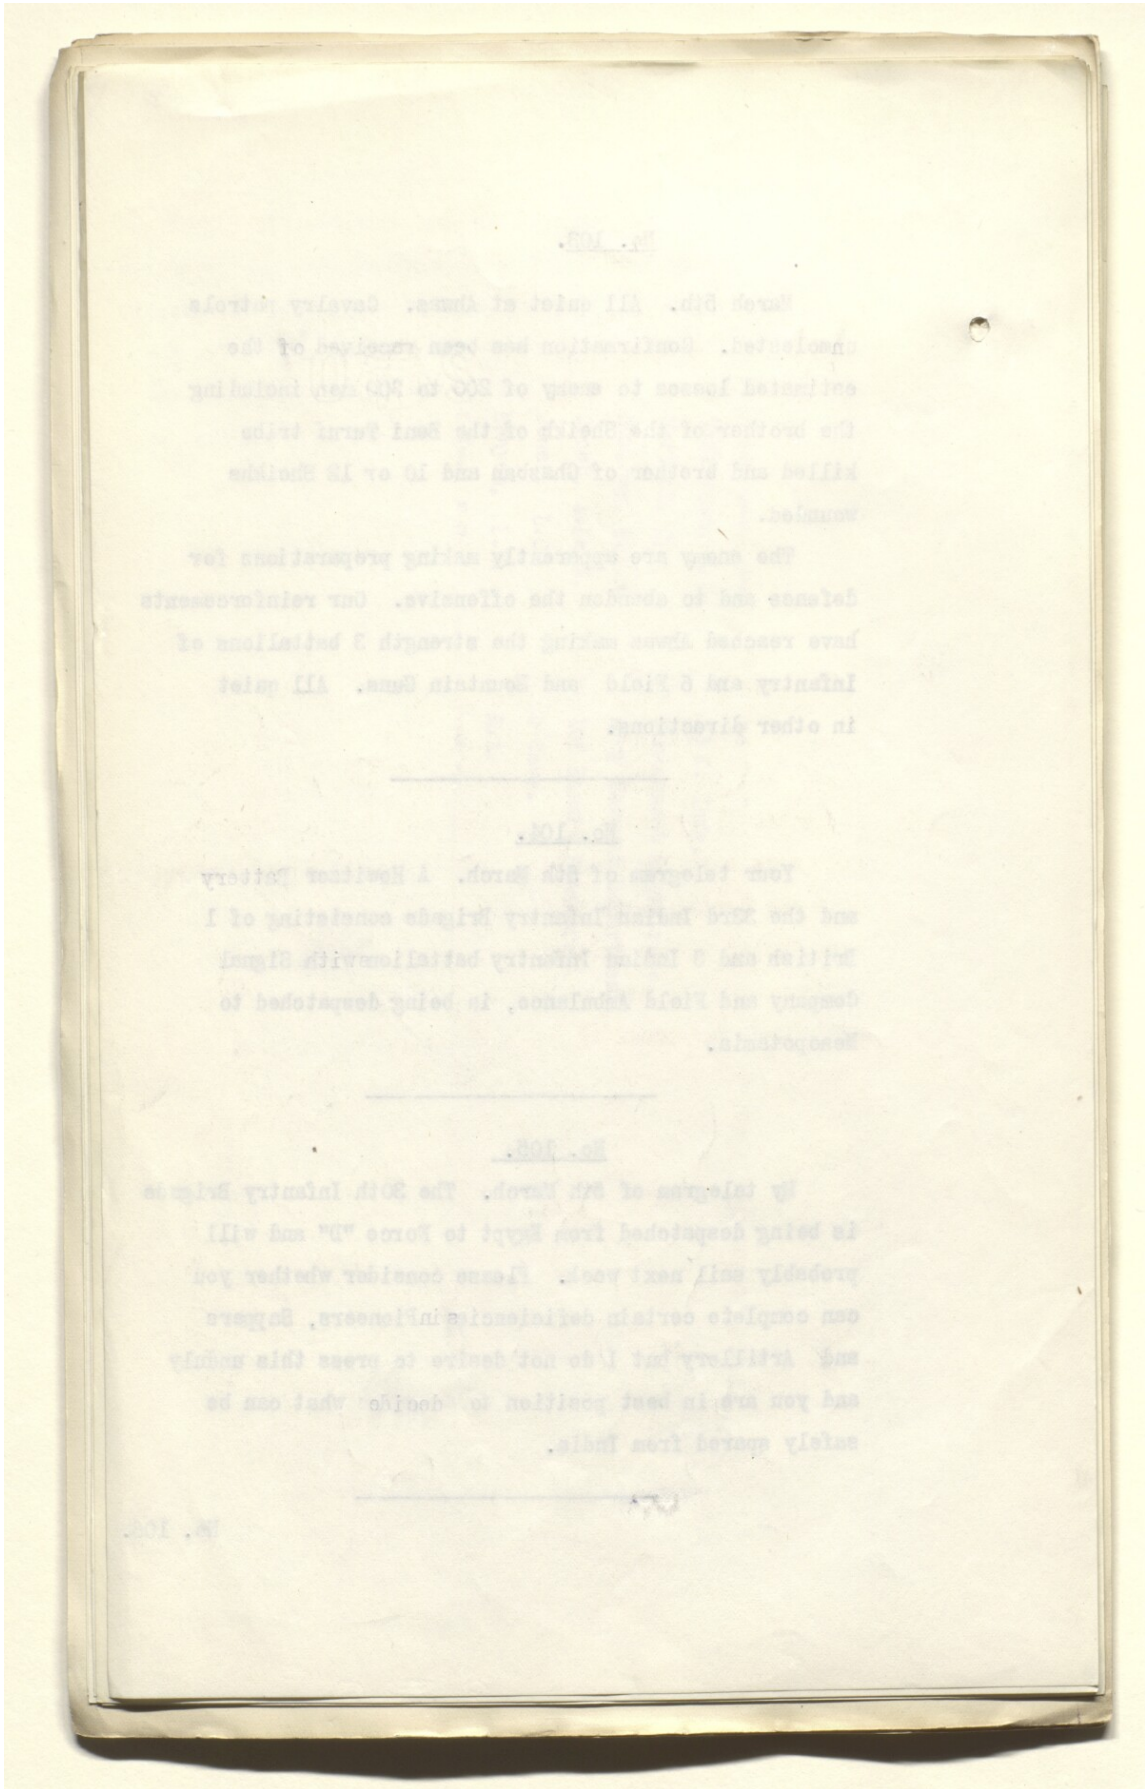 No. 103.
March 5th. All quiet at Ahwaz. Cavalry patrols
unmolested. Confirmation has been received of the
estimated losses to enemy of 200 to men including
the brother of the Sheikh of the Beni tribe
killed and brother of and 10 or 12 Sheikhs
wounded.
The enemy are apparently making preparations for
defence and to abandon the offensive. Our reinforcements
have reached Ahwaz making the strength 3 battalions of
Infantry and 6 Field and Mountain Guns. All quiet
in other directions.
No. 104.
Your telegram of 5th March. A Howitzer Battery
and the 33rd Indian Infantry Brigade consisting of 1
British and 3 Indian Infantry battalions with Signal
Company and Field Ambulance, is being despatched to
Mesopotamia.
No. 105.
My telegram of 5th March. The 30th Infantry Brigade
is being despatched from Egypt to Force "D" and will
probably sail next week. Please consider whether you
can complete certain deficiencies in Pioneers, Sappers
and Artillery but I do not desire to press this unduly
and you are in best position to decide what can be
safely spared from India.
No. 106.